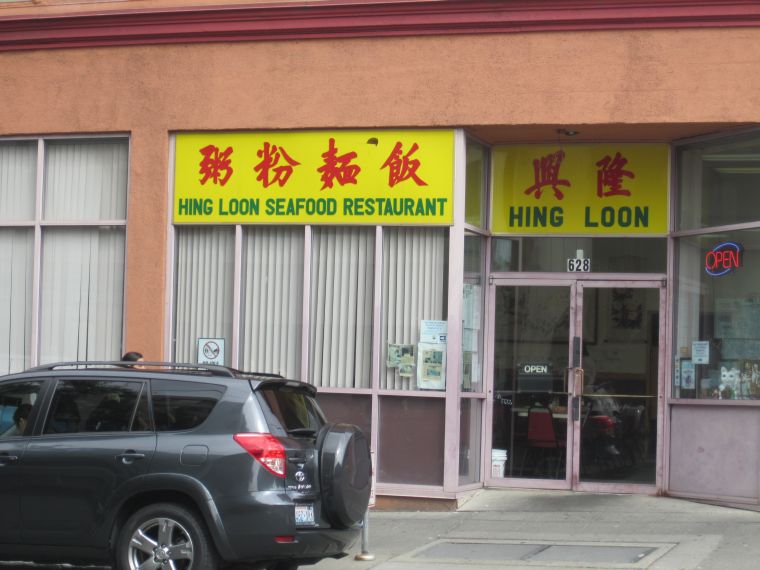 粥粉麵飯
HING LOON SEAFOOD RESTAURANT
興隆
HING LOON
628
OPEN
OPEN